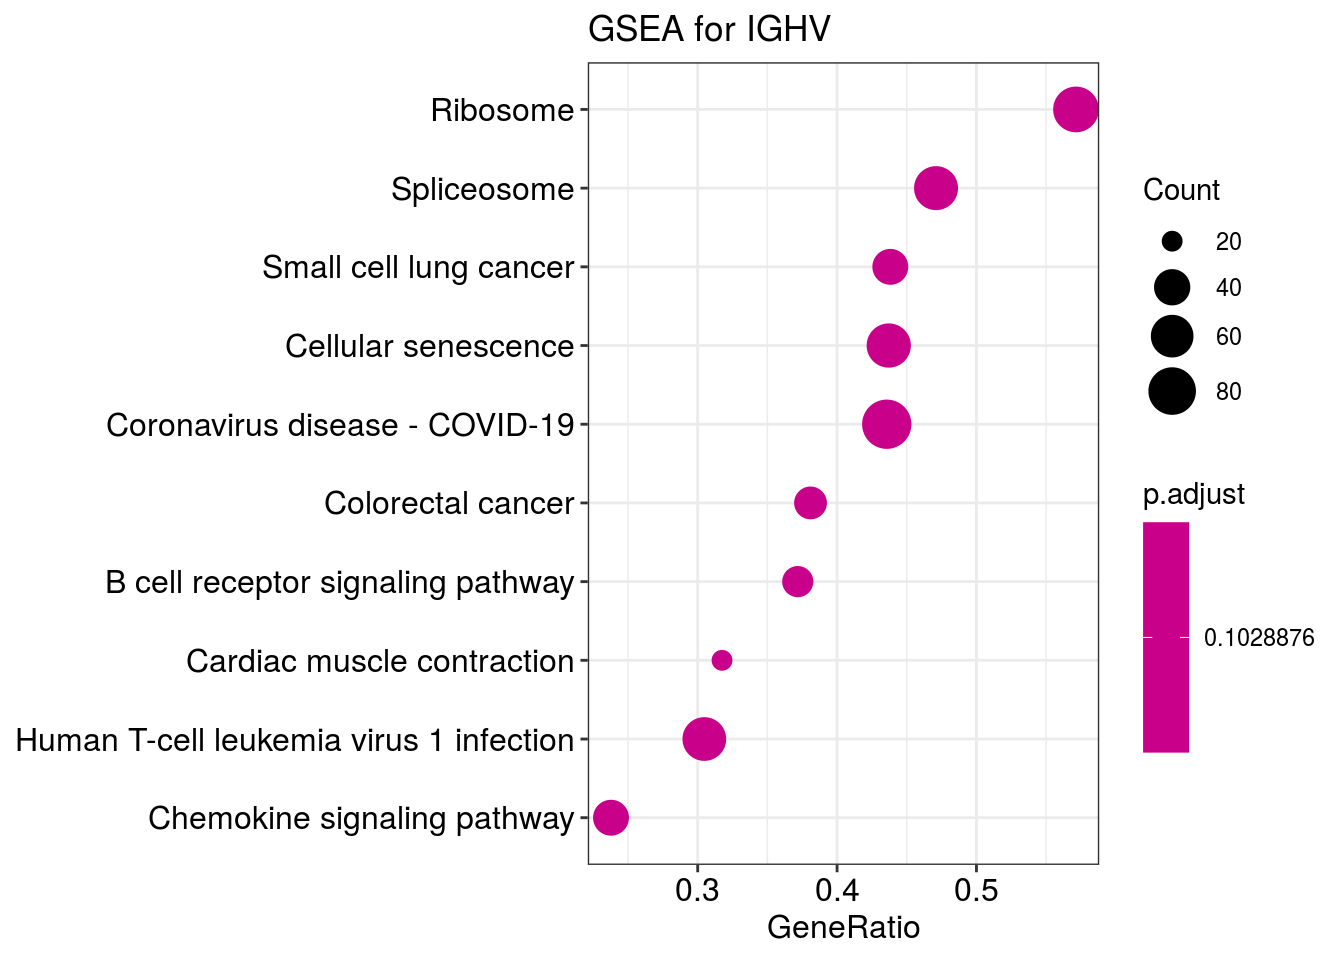 GSEA for IGHV
Ribosome
Spliceosome
Small cell lung cancer
Cellular senescence
Coronavirus disease - COVID-19
Colorectal cancer
B cell receptor signaling pathway
Cardiac muscle contraction
Human T-cell leukemia virus 1 infection
Chemokine signaling pathway
0.3 0.4 0.5
GeneRatio
Count
20
40
60
80
p.adjust
0.1028876